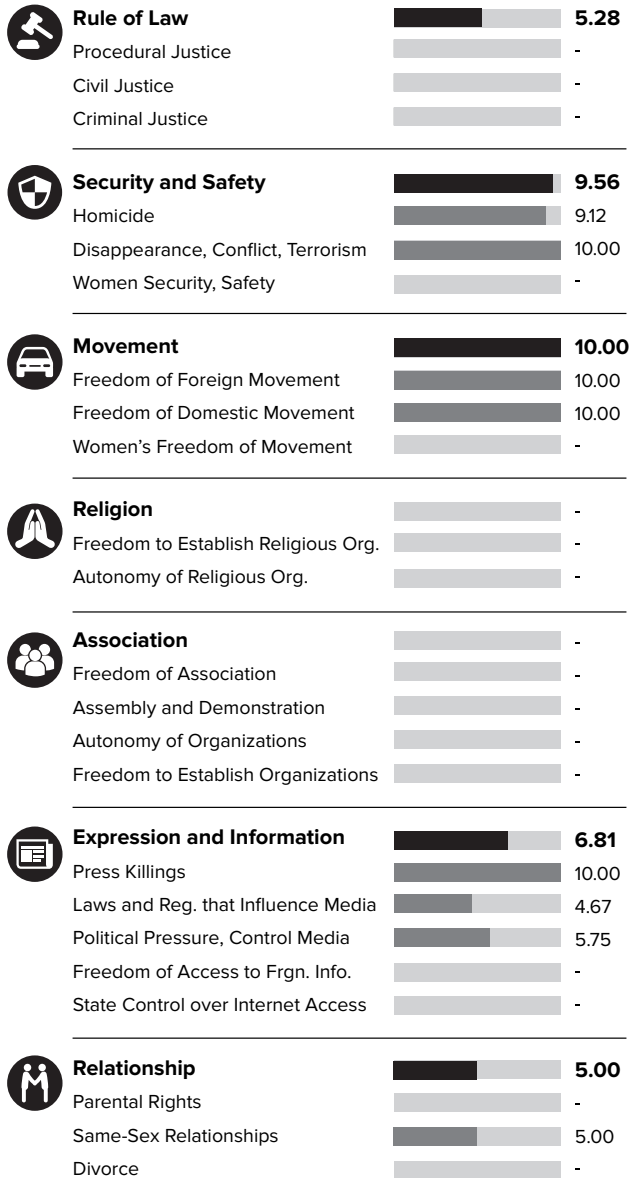 Rule of Law 5.28
Procedural Justice -
Civil Justice -
Criminal Justice -
Security and Safety 9.56
Homicide 9.12
Disappearance, Conflict, Terrorism 10.00
Women Security, Safety -
Movement 10.00
Freedom of Foreign Movement 10.00
Freedom of Domestic Movement 10.00
Women's Freedom of Movement -
Religion -
Freedom to Establish Religious Org. -
Autonomy of Religious Org. -
Association -
Freedom of Association -
Assembly and Demonstration -
Autonomy of Organizations -
Freedom to Establish Organizations -
Expression and Information 6.81
Press Killings 10.00
Laws and Reg. that Influence Media 4.67
Political Pressure, Control Media 5.75
Freedom of Access to Frgn. Info. -
State Control over Internet Access -
Relationship 5.00
Parental Rights -
Same-Sex Relationships 5.00
Divorce -